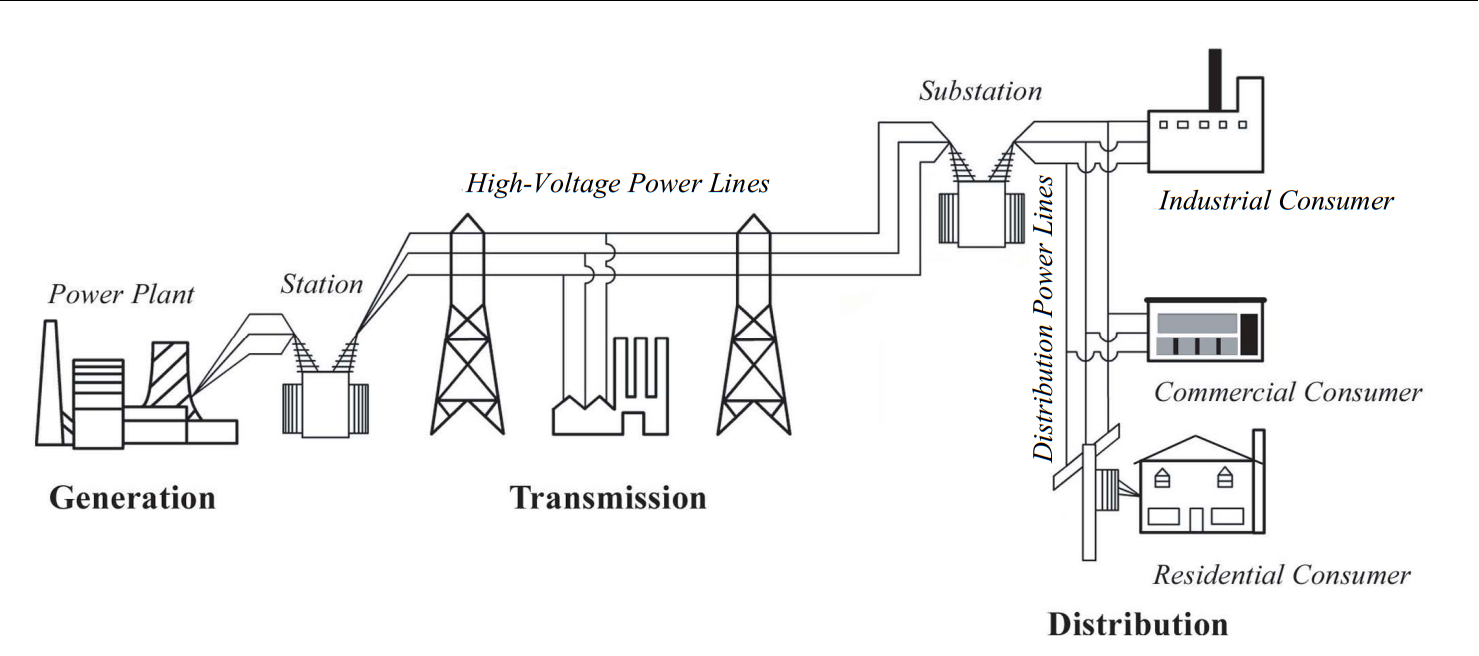 Substation
High-Voltage Power Lines
Industrial Consumer
Station
Power Plant
Distribution Power Lines
Commercial Consumer
Generation
Transmission
Residential Consumer
Distribution